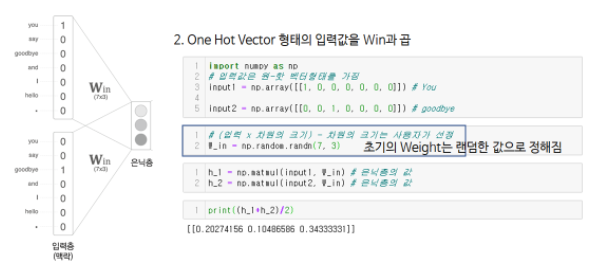 2. One Hot Vector 형태의 입력값을 Win과 곱
you 1
say 0
goodbye 0
and 0
I 0
hello 0
. 0
Win
(7x3)
you 0
say 0
goodbye 1
and 0
I 0
hello 0
. 0
Win
(7x3)
은닉층
입력층
(맥락)
1 import numpy as np
2 # 입력값은 원-핫 벡터형태를 가짐
3 input1 = np.array([[1, 0, 0, 0, 0, 0, 0]]) # You
4
5 input2 = np.array([[0, 0, 1, 0, 0, 0, 0]]) # goodbye
1 # (입력 x 차원의 크기) - 차원의 크기는 사용자가 선정
2 W_in = np.random.randn(7, 3) 초기의 Weight는 랜덤한 값으로 정해짐
1 h_1 = np.matmul(input1, W_in) # 은닉층의 값
2 h_2 = np.matmul(input2, W_in) # 은닉층의 값
1 print((h_1+h_2)/2)
[[0.20274156 0.10486586 0.34333331]]